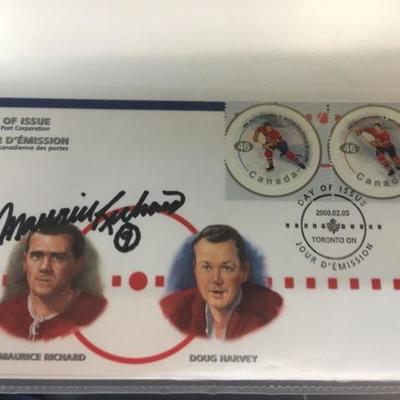 OF ISSUE
Post Corporation
OUR D'ÉMISSION
canadienne des postes
46
Canada
46
Canada
DAY OF ISSUE
2000.02.05
TORONTO ON
JOUR D'ÉMISSION
Maurice Richard
9
MAURICE RICHARD
DOUG HARVEY